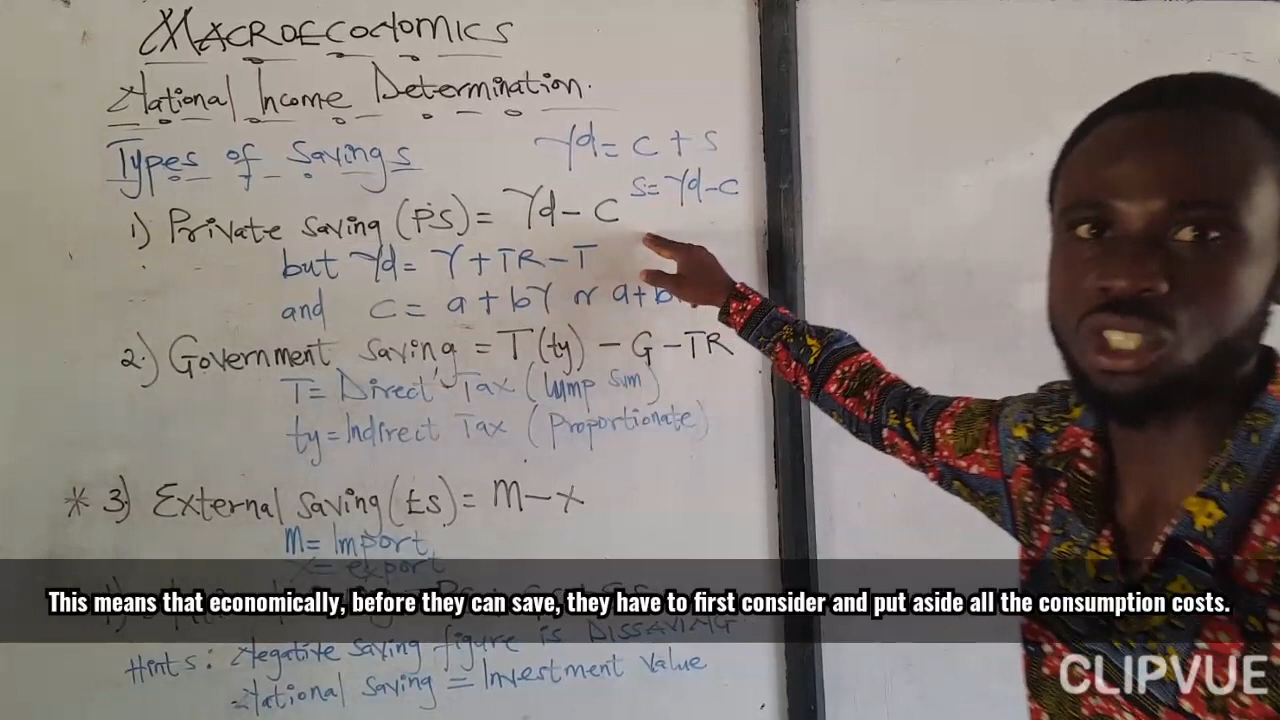 MACROECONOMICS
National Income Determination.
Types of Savings
Yd = C + S
S = Yd - C
1) Private Saving (PS) = Yd - C
but Yd = Y + TR - T
and C = a + bY or a + b
2.) Government Saving = T(ty) - G - TR
T = Direct Tax (Lump Sum)
ty = Indirect Tax (Proportionate)
* 3) External Saving (ES) = M - X
M = Import,
X = export
This means that economically, before they can save, they have to first consider and put aside all the consumption costs.
Hints: Negative Saving figure is DISSAVING
National Saving = Investment Value
CLIPVUE